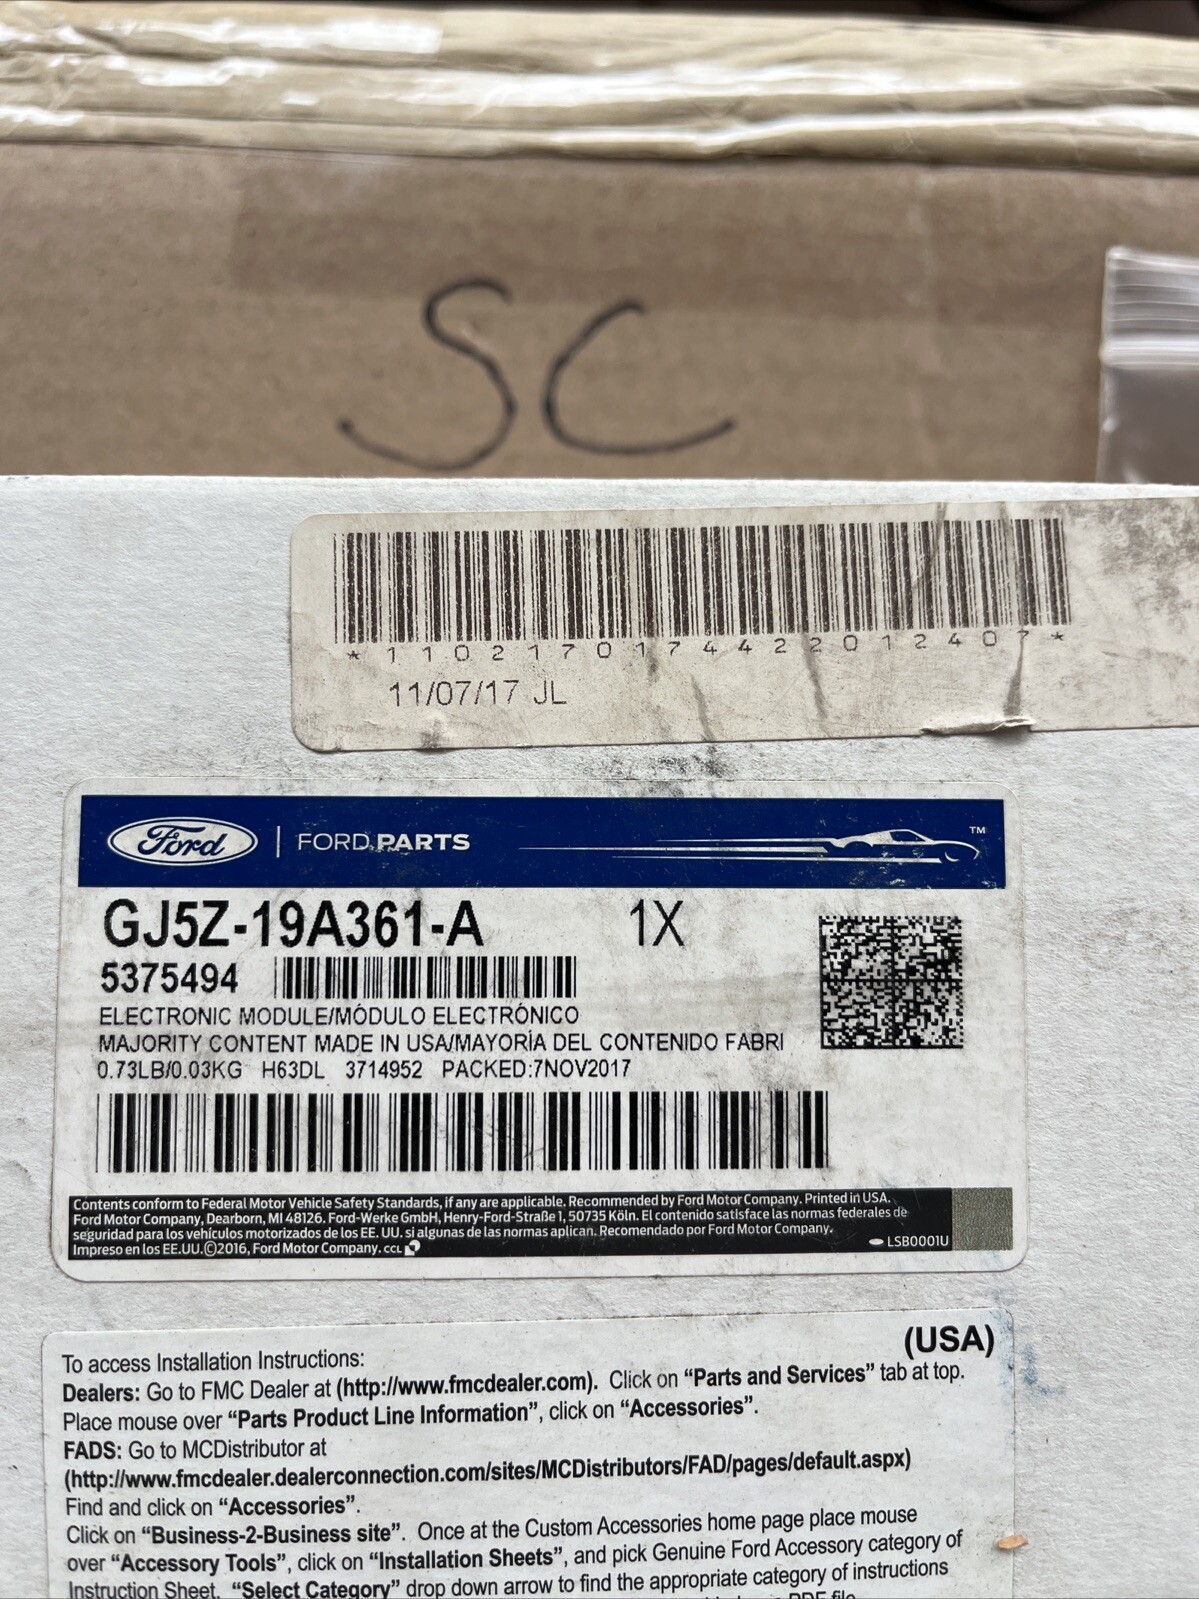 SC
*1102170174422012407*
11/07/17 JL
Ford | FORD PARTS ™
GJ5Z-19A361-A 1X
5375494
ELECTRONIC MODULE/MÓDULO ELECTRÓNICO
MAJORITY CONTENT MADE IN USA/MAYORÍA DEL CONTENIDO FABRI
0.73LB/0.03KG H63DL 3714952 PACKED:7NOV2017
Contents conform to Federal Motor Vehicle Safety Standards, if any are applicable. Recommended by Ford Motor Company. Printed in USA.
Ford Motor Company, Dearborn, MI 48126. Ford-Werke GmbH, Henry-Ford-Straße 1, 50735 Köln. El contenido satisface las normas federales de
seguridad para los vehículos motorizados de los EE. UU. si algunas de las normas aplican. Recomendado por Ford Motor Company.
Impreso en los EE.UU.©2016, Ford Motor Company. CCL LSB0001U
(USA)
To access Installation Instructions:
Dealers: Go to FMC Dealer at (http://www.fmcdealer.com). Click on “Parts and Services” tab at top.
Place mouse over “Parts Product Line Information”, click on “Accessories”.
FADS: Go to MCDistributor at
(http://www.fmcdealer.dealerconnection.com/sites/MCDistributors/FAD/pages/default.aspx)
Find and click on “Accessories”.
Click on “Business-2-Business site”. Once at the Custom Accessories home page place mouse
over “Accessory Tools”, click on “Installation Sheets”, and pick Genuine Ford Accessory category of
Instruction Sheet. “Select Category” drop down arrow to find the appropriate category of instructions
PDF file